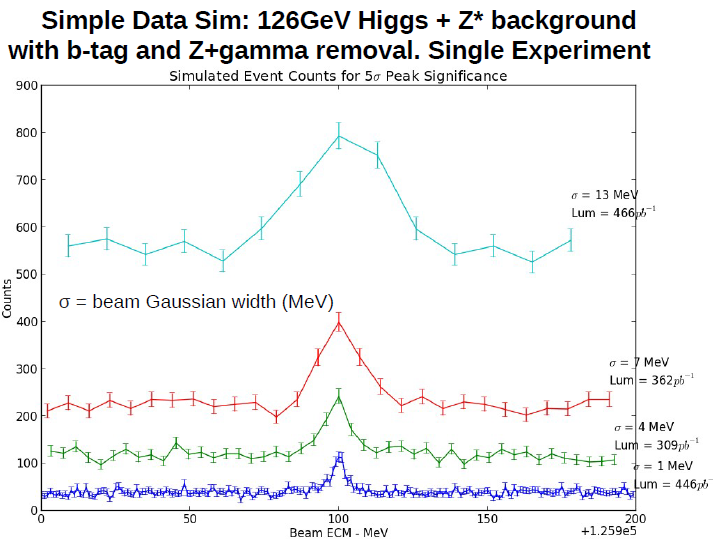 Simple Data Sim: 126GeV Higgs + Z* background
with b-tag and Z+gamma removal. Single Experiment
Simulated Event Counts for 5σ Peak Significance
900
800
700
600
500
400
300
200
100
0
Counts
σ = 13 MeV
Lum = 466pb⁻¹
σ = beam Gaussian width (MeV)
σ = 7 MeV
Lum = 362pb⁻¹
σ = 4 MeV
Lum = 309pb⁻¹
σ = 1 MeV
Lum = 446pb⁻
0 50 100 150 200
Beam ECM - MeV
+1.259e5